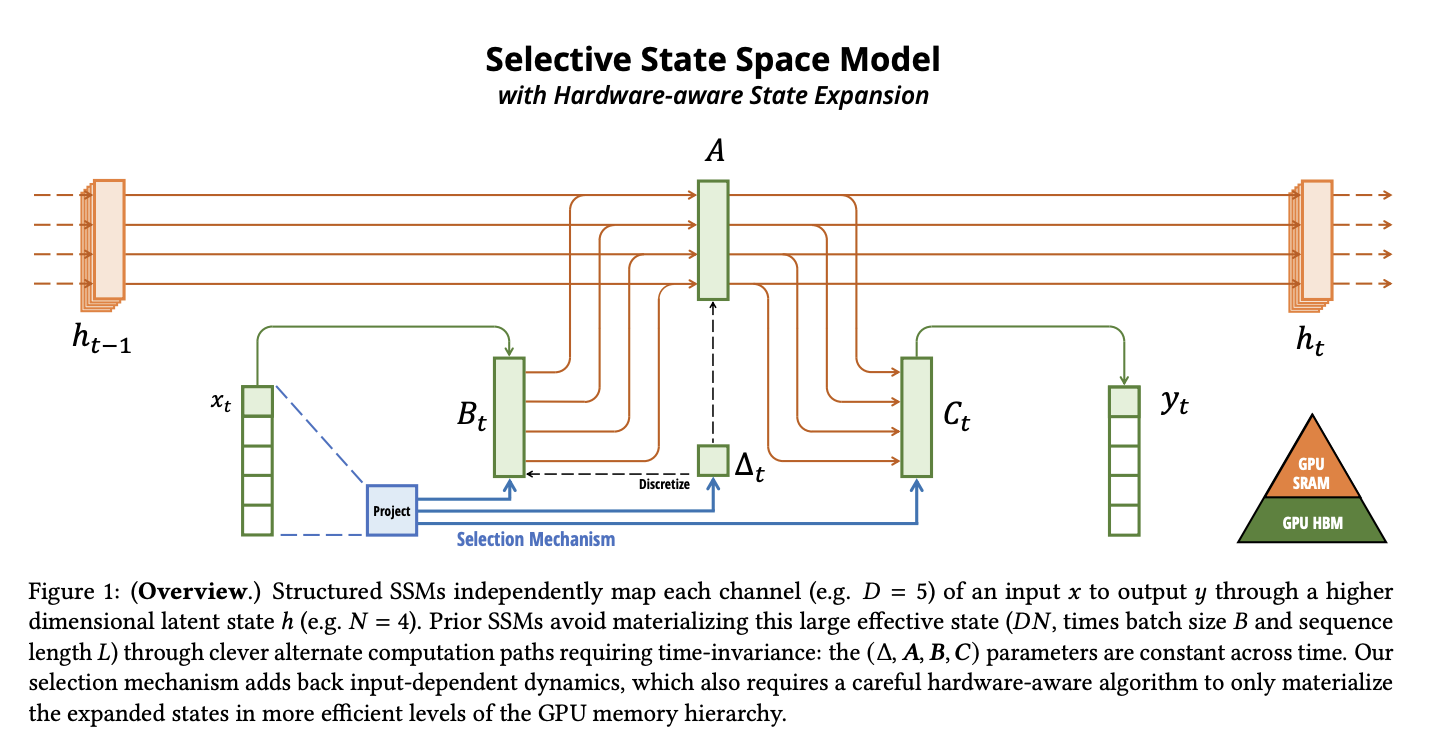 Selective State Space Model
with Hardware-aware State Expansion
A
h_{t−1}
h_t
x_t
B_t
C_t
y_t
Δ_t
Discretize
Project
Selection Mechanism
GPU
SRAM
GPU HBM
Figure 1: (Overview.) Structured SSMs independently map each channel (e.g. D = 5) of an input x to output y through a higher
dimensional latent state h (e.g. N = 4). Prior SSMs avoid materializing this large effective state (DN, times batch size B and sequence
length L) through clever alternate computation paths requiring time-invariance: the (Δ, A, B, C) parameters are constant across time. Our
selection mechanism adds back input-dependent dynamics, which also requires a careful hardware-aware algorithm to only materialize
the expanded states in more efficient levels of the GPU memory hierarchy.